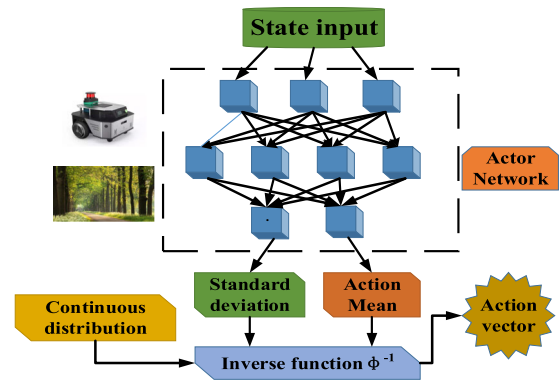 State input
Actor
Network
Standard
deviation
Action
Mean
Continuous
distribution
Action
vector
Inverse function Φ⁻¹